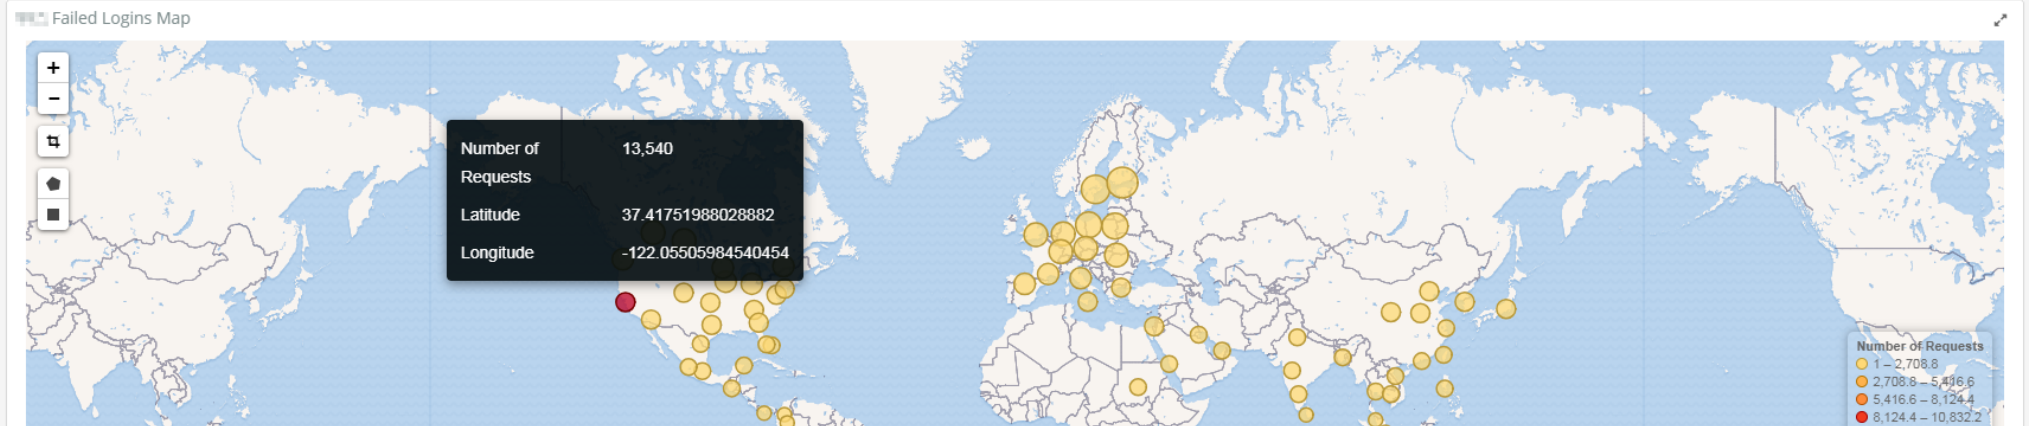 Failed Logins Map
+
−
Number of 13,540
Requests
Latitude 37.41751988028882
Longitude -122.05505984540454
Number of Requests
1 – 2,708.8
2,708.8 – 5,416.6
5,416.6 – 8,124.4
8,124.4 – 10,832.2